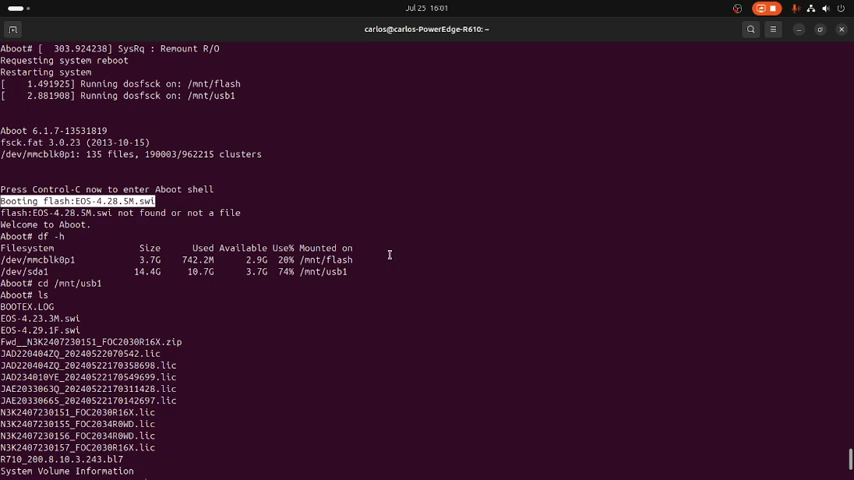 Jul 25 16:01
carlos@carlos-PowerEdge-R610: ~
Aboot# [  303.924238] SysRq : Remount R/O
Requesting system reboot
Restarting system
[    1.491925] Running dosfsck on: /mnt/flash
[    2.881908] Running dosfsck on: /mnt/usb1
Aboot 6.1.7-13531819
fsck.fat 3.0.23 (2013-10-15)
/dev/mmcblk0p1: 135 files, 190003/962215 clusters
Press Control-C now to enter Aboot shell
Booting flash:EOS-4.28.5M.swi
flash:EOS-4.28.5M.swi not found or not a file
Welcome to Aboot.
Aboot# df -h
Filesystem                Size      Used Available Use% Mounted on
/dev/mmcblk0p1            3.7G    742.2M      2.9G  20% /mnt/flash
/dev/sda1                14.4G     10.7G      3.7G  74% /mnt/usb1
Aboot# cd /mnt/usb1
Aboot# ls
BOOTEX.LOG
EOS-4.23.3M.swi
EOS-4.29.1F.swi
Fwd__N3K2407230151_FOC2030R16X.zip
JAD220404ZQ_20240522070542.lic
JAD220404ZQ_20240522170358698.lic
JAD234010YE_20240522170549699.lic
JAE2033063Q_20240522170311428.lic
JAE20330665_20240522170142697.lic
N3K2407230151_FOC2030R16X.lic
N3K2407230155_FOC2034R0WD.lic
N3K2407230156_FOC2034R0WD.lic
N3K2407230157_FOC2030R16X.lic
R710_200.8.10.3.243.bl7
System Volume Information